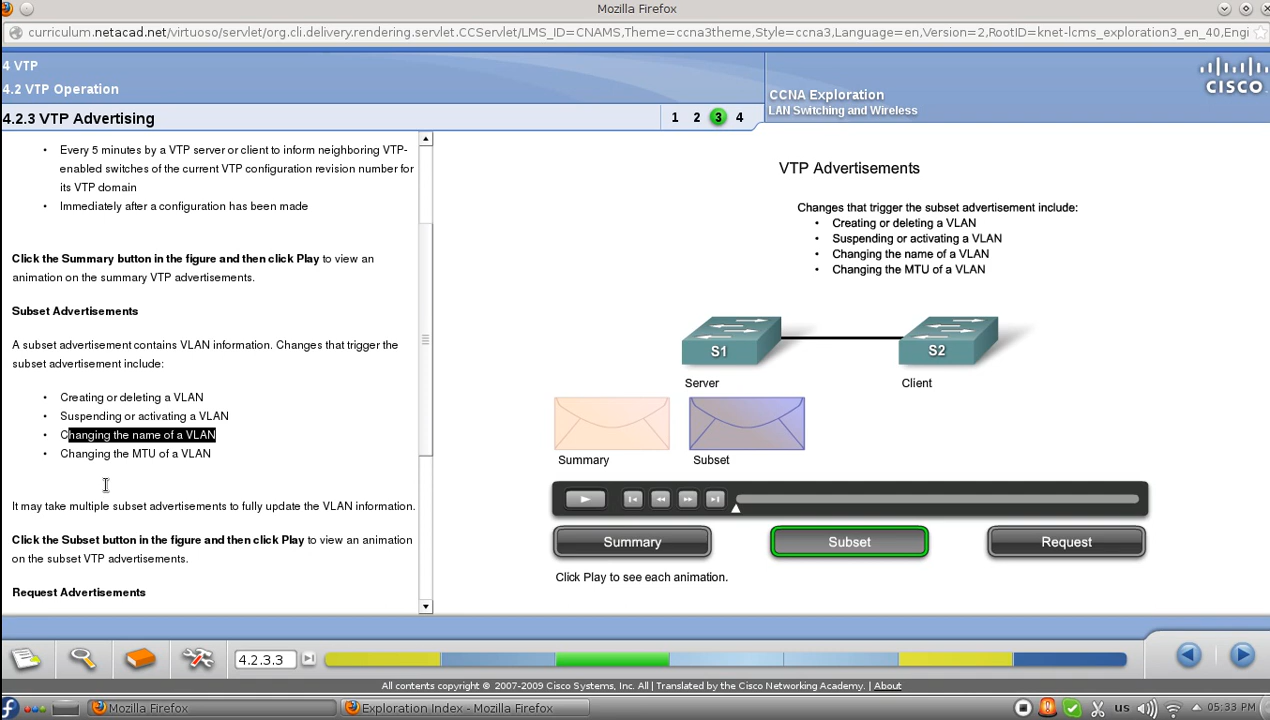 Mozilla Firefox
curriculum.netacad.net/virtuoso/servlet/org.cli.delivery.rendering.servlet.CCServlet/LMS_ID=CNAMS,Theme=ccna3theme,Style=ccna3,Language=en,Version=2,RootID=knet-lcms_exploration3_en_40,Engi
4 VTP
4.2 VTP Operation
CCNA Exploration
LAN Switching and Wireless
CISCO
4.2.3 VTP Advertising
1 2 3 4
• Every 5 minutes by a VTP server or client to inform neighboring VTP-
enabled switches of the current VTP configuration revision number for
its VTP domain
• Immediately after a configuration has been made
Click the Summary button in the figure and then click Play to view an
animation on the summary VTP advertisements.
Subset Advertisements
A subset advertisement contains VLAN information. Changes that trigger the
subset advertisement include:
• Creating or deleting a VLAN
• Suspending or activating a VLAN
• Changing the name of a VLAN
• Changing the MTU of a VLAN
It may take multiple subset advertisements to fully update the VLAN information.
Click the Subset button in the figure and then click Play to view an animation
on the subset VTP advertisements.
Request Advertisements
VTP Advertisements
Changes that trigger the subset advertisement include:
• Creating or deleting a VLAN
• Suspending or activating a VLAN
• Changing the name of a VLAN
• Changing the MTU of a VLAN
S1 S2
Server Client
Summary Subset
Summary Subset Request
Click Play to see each animation.
4.2.3.3
All contents copyright © 2007-2009 Cisco Systems, Inc. All | Translated by the Cisco Networking Academy. | About
Mozilla Firefox
Exploration Index - Mozilla Firefox
us
05:33 PM